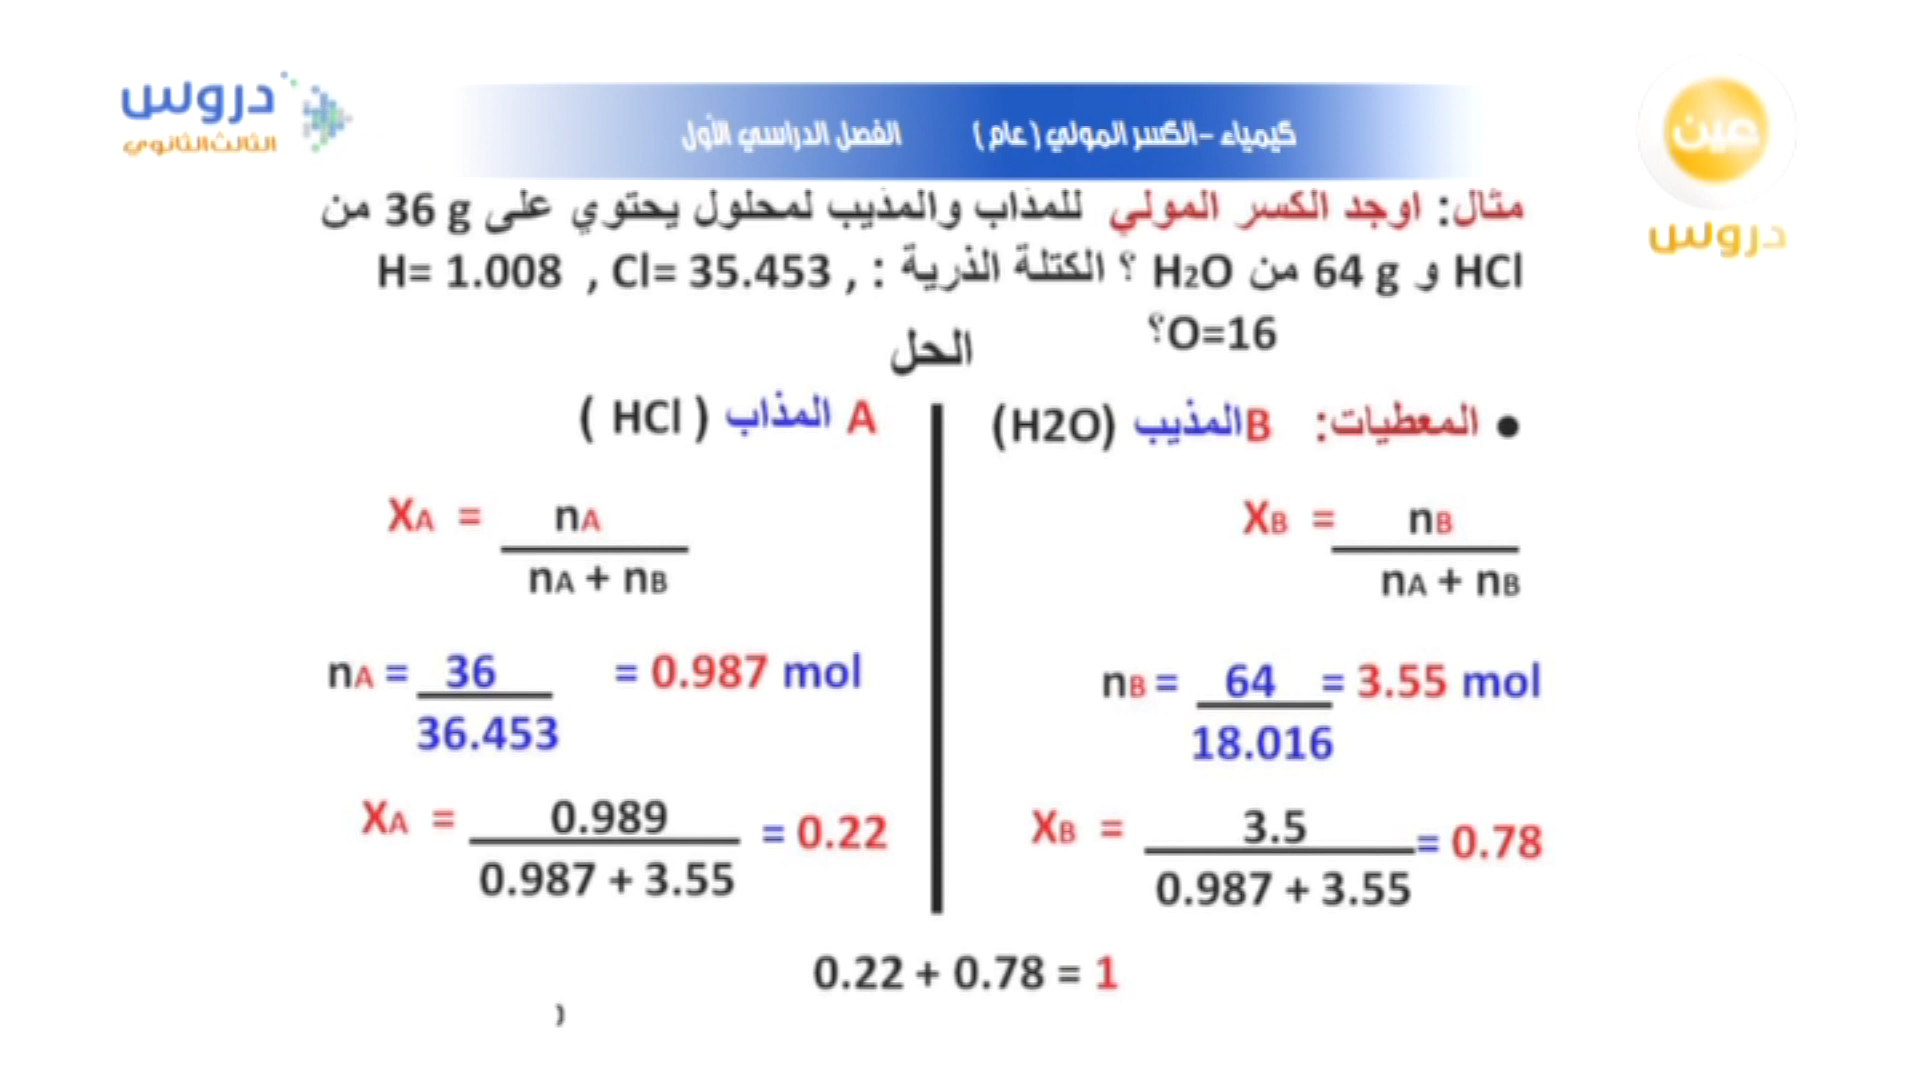 دروس
الثالث الثانوي
كيمياء - الكسر المولي ( عام ) الفصل الدراسي الأول
عين
دروس
مثال: اوجد الكسر المولي للمذاب والمذيب لمحلول يحتوي على 36 g من
HCl و 64 g من H₂O ؟ الكتلة الذرية : , H= 1.008 , Cl= 35.453
O=16؟
الحل
• المعطيات: B المذيب (H2O)
A المذاب ( HCl )
XB = nB
nA + nB
nB = 64 = 3.55 mol
18.016
XB = 3.5 = 0.78
0.987 + 3.55
XA = nA
nA + nB
nA = 36 = 0.987 mol
36.453
XA = 0.989 = 0.22
0.987 + 3.55
0.22 + 0.78 = 1